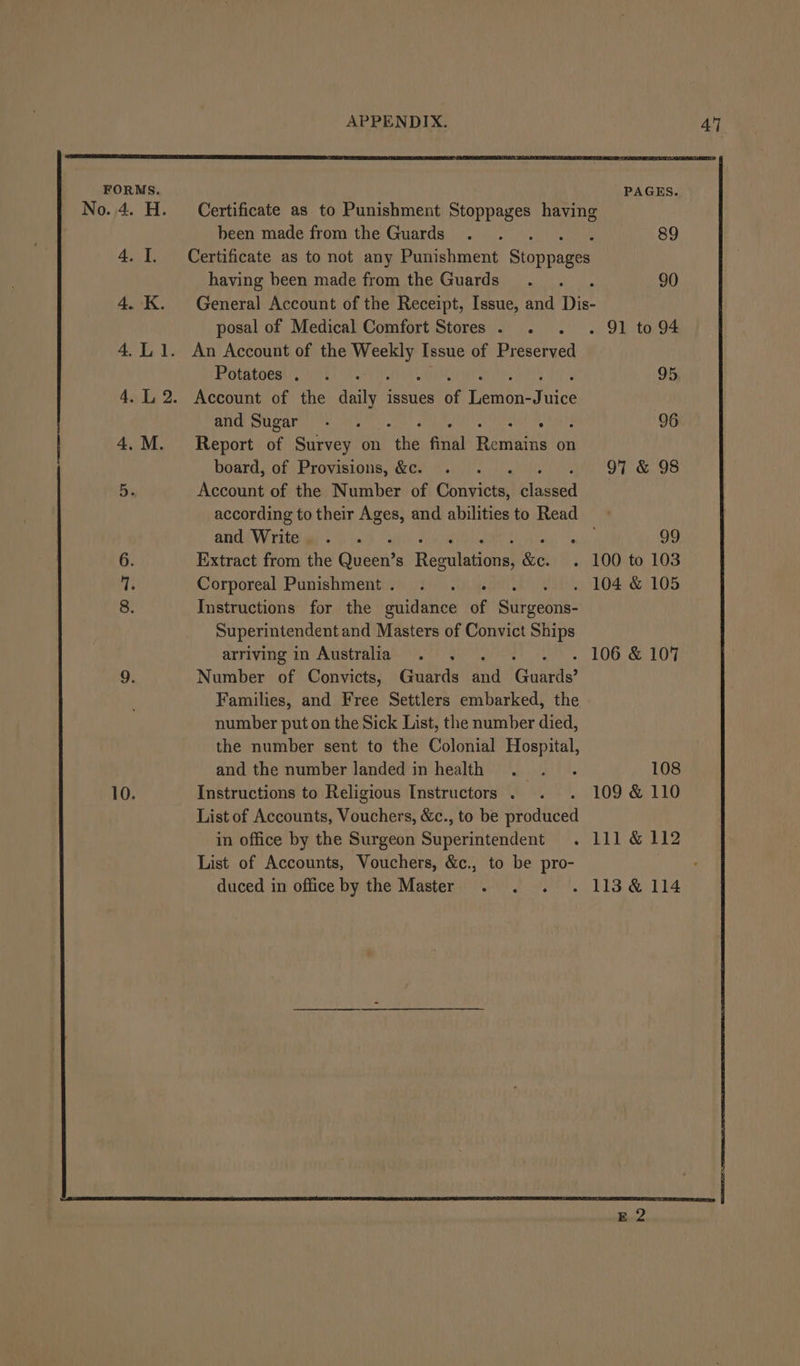 APPENDIX. 47
FORMS. PAGES.
No. 4. H. Certificate as to Punishment Stoppages having
been made from the Guards . . . . . 89
4. I. Certificate as to not any Punishment Stoppages
having been made from the Guards . . . 90
4. K. General Account of the Receipt, Issue, and Dis-
posal of Medical Comfort Stores . . . . 91 to 94
4. L 1. An Account of the Weekly Issue of Preserved
Potatoes . . . . . . . . . 95
4. L 2. Account of the daily issues of Lemon-Juice
and Sugar . . . . . . . . 96
4. M. Report of Survey on the final Remains on
board, of Provisions, &c. . . . . . 97 & 98
5. Account of the Number of Convicts, classed
according to their Ages, and abilities to Read
and Write . . . . . . . . 99
6. Extract from the Queen's Regulations, &c. . 100 to 103
7. Corporeal Punishment . . . . . . 104 & 105
8. Instructions for the guidance of Surgeons-
Superintendent and Masters of Convict Ships
arriving in Australia . . . . . . 106 & 107
9. Number of Convicts, Guards and Guards'
Families, and Free Settlers embarked, the
number put on the Sick List, the number died,
the number sent to the Colonial Hospital,
and the number landed in health . . . 108
10. Instructions to Religious Instructors . . . 109 & 110
List of Accounts, Vouchers, &c., to be produced
in office by the Surgeon Superintendent . 111 & 112
List of Accounts, Vouchers, &c., to be pro-
duced in office by the Master . . . . 113 & 114
E 2